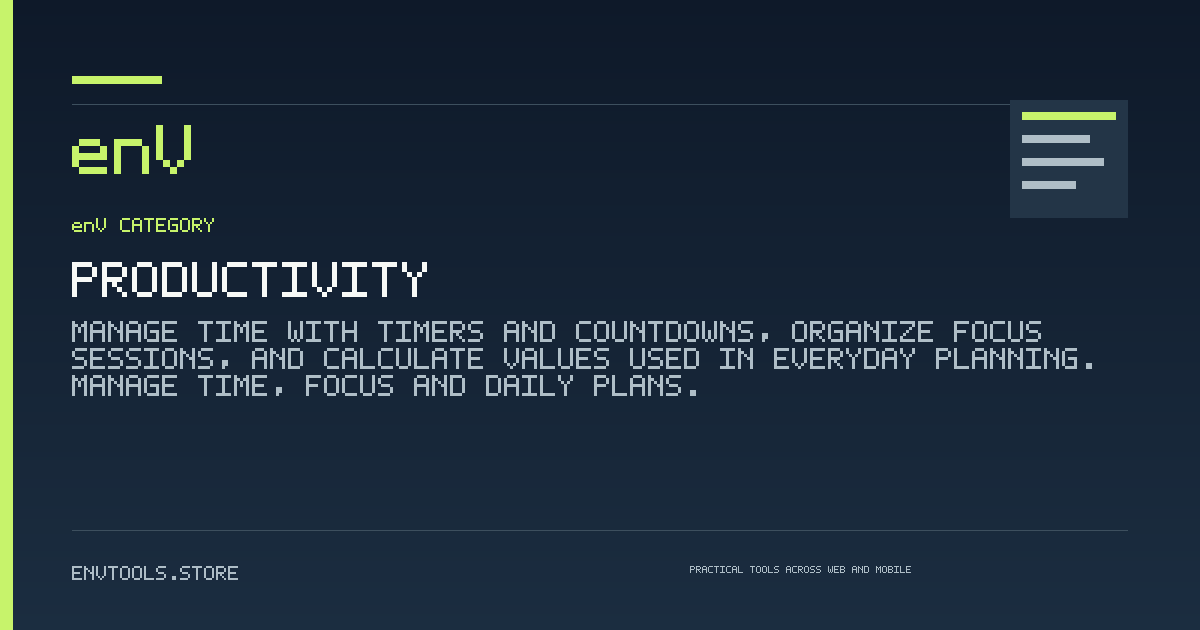 enV
enV CATEGORY
PRODUCTIVITY
MANAGE TIME WITH TIMERS AND COUNTDOWNS, ORGANIZE FOCUS
SESSIONS, AND CALCULATE VALUES USED IN EVERYDAY PLANNING.
MANAGE TIME, FOCUS AND DAILY PLANS.
ENVTOOLS.STORE
PRACTICAL TOOLS ACROSS WEB AND MOBILE